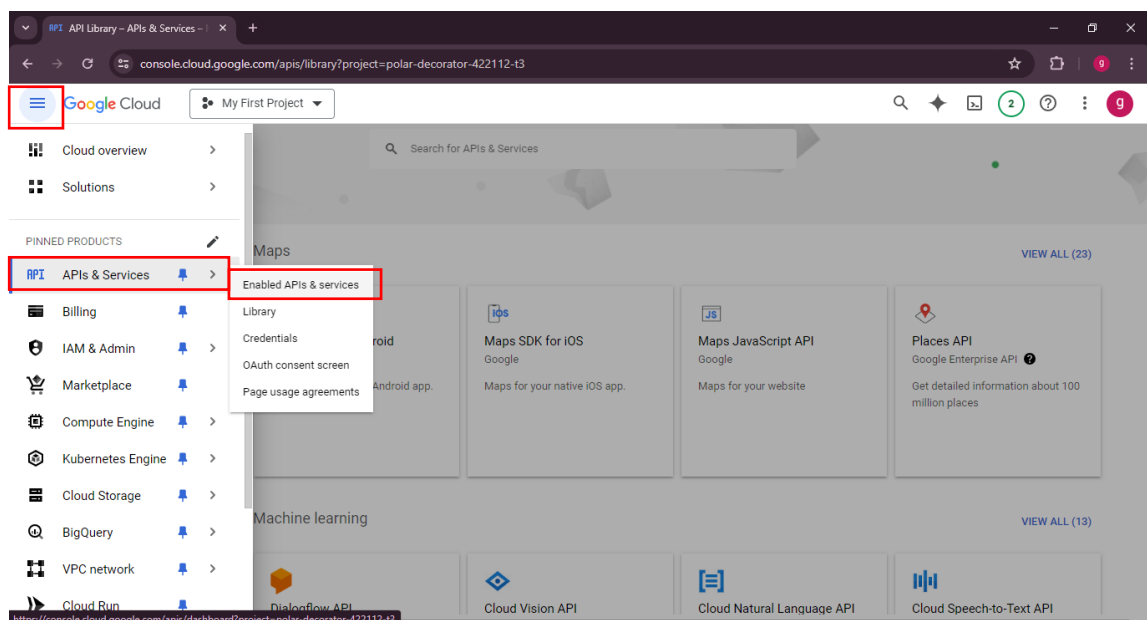 API API Library – APIs & Services –
console.cloud.google.com/apis/library?project=polar-decorator-422112-t3
g
Google Cloud
My First Project
2
g
Cloud overview
Solutions
Search for APIs & Services
PINNED PRODUCTS
API APIs & Services
Billing
IAM & Admin
Marketplace
Compute Engine
Kubernetes Engine
Cloud Storage
BigQuery
VPC network
Cloud Run
Enabled APIs & services
Library
Credentials
OAuth consent screen
Page usage agreements
Maps
VIEW ALL (23)
roid
Android app.
iOS
Maps SDK for iOS
Google
Maps for your native iOS app.
JS
Maps JavaScript API
Google
Maps for your website
Places API
Google Enterprise API
Get detailed information about 100
million places
Machine learning
VIEW ALL (13)
Dialogflow API
Cloud Vision API
Cloud Natural Language API
Cloud Speech-to-Text API
https://console.cloud.google.com/apis/dashboard?project=polar-decorator-422112-t3